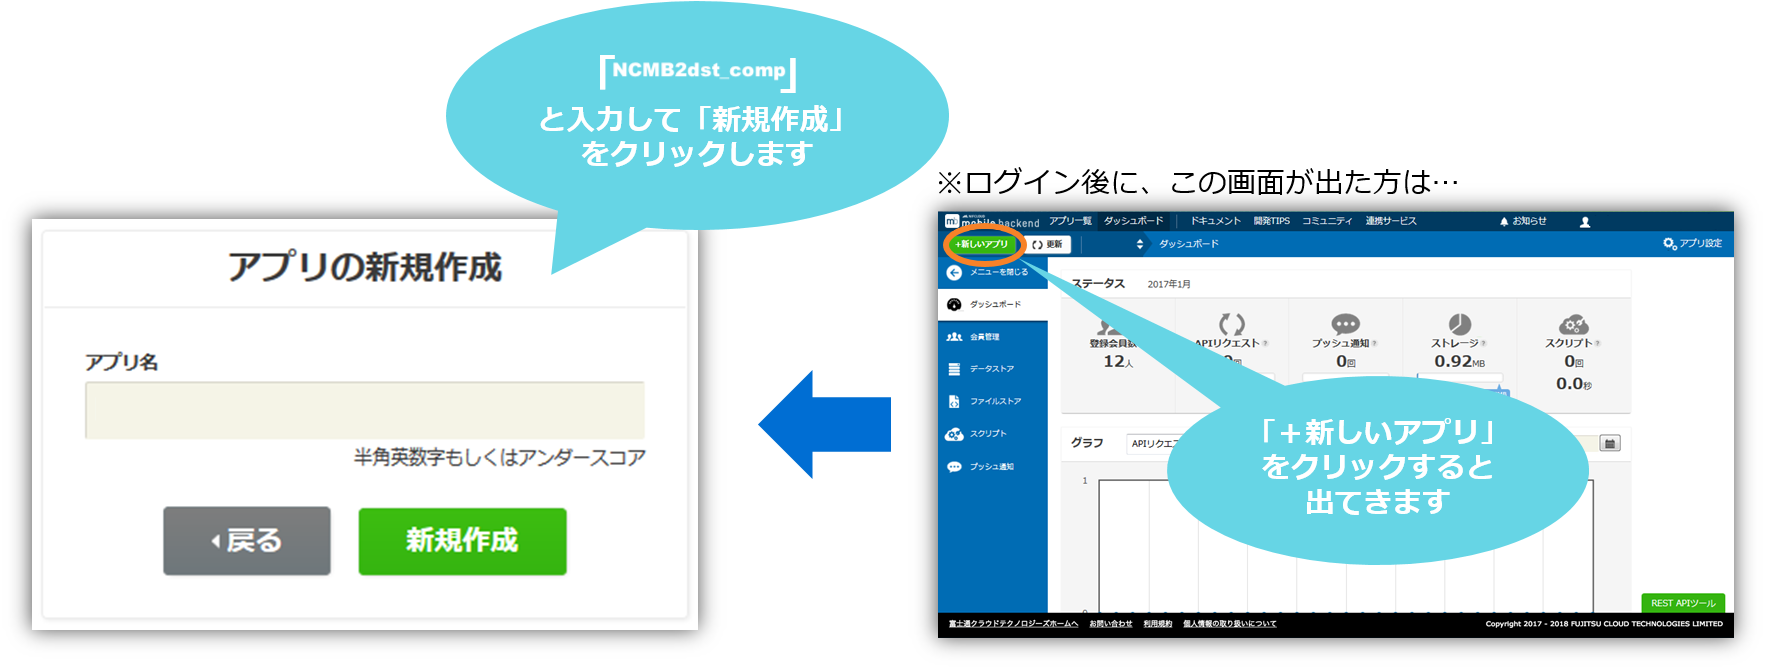 「NCMB2dst_comp」
と入力して「新規作成」
をクリックします
アプリの新規作成
アプリ名
半角英数字もしくはアンダースコア
戻る
新規作成
※ログイン後に、この画面が出た方は…
mobile backend
アプリ一覧
ダッシュボード
ドキュメント
開発TIPS
コミュニティ
連携サービス
お知らせ
+新しいアプリ
更新
ダッシュボード
アプリ設定
メニューを閉じる
ダッシュボード
会員管理
データストア
ファイルストア
スクリプト
プッシュ通知
ステータス
2017年1月
登録会員数
12人
APIリクエスト
回
プッシュ通知
0回
ストレージ
0.92MB
スクリプト
0回
0.0秒
グラフ
APIリクエ
1
0
「＋新しいアプリ」
をクリックすると
出てきます
REST APIツール
富士通クラウドテクノロジーズホームへ
お問い合わせ
利用規約
個人情報の取り扱いについて
Copyright 2017 - 2018 FUJITSU CLOUD TECHNOLOGIES LIMITED